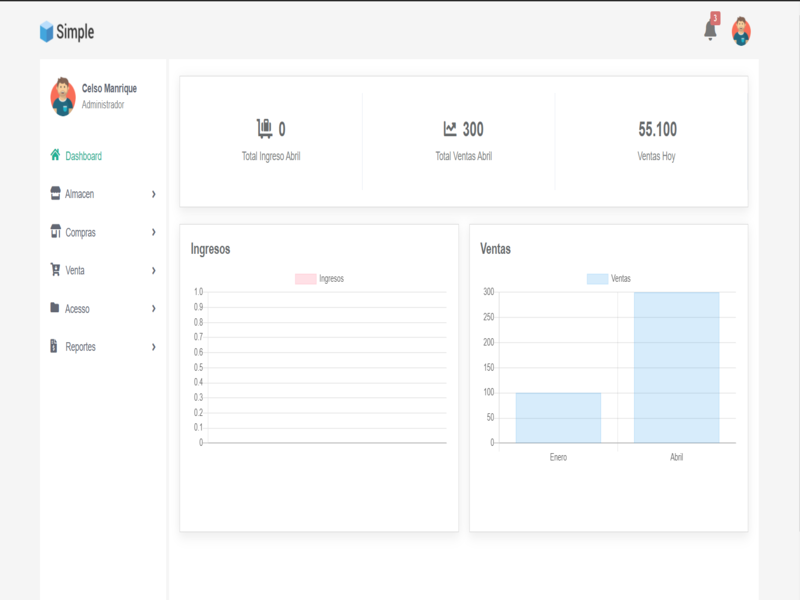 Simple
3
Celso Manrique
Administrador
Dashboard
Almacen
Compras
Venta
Acesso
Reportes
0
Total Ingreso Abril
300
Total Ventas Abril
55.100
Ventas Hoy
Ingresos
Ingresos
1.0
0.9
0.8
0.7
0.6
0.5
0.4
0.3
0.2
0.1
0
Ventas
Ventas
300
250
200
150
100
50
0
Enero Abril